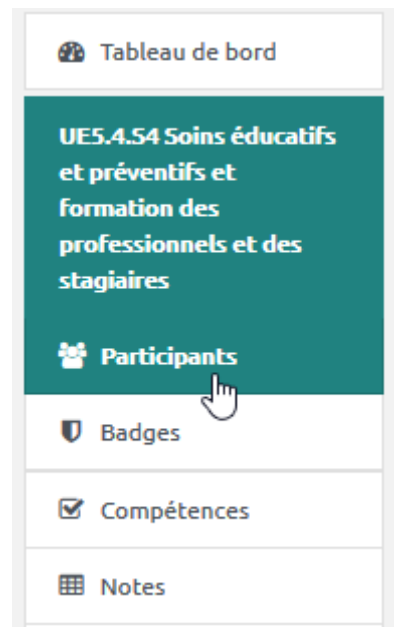 Tableau de bord
UE5.4.S4 Soins éducatifs
et préventifs et
formation des
professionnels et des
stagiaires
Participants
Badges
Compétences
Notes